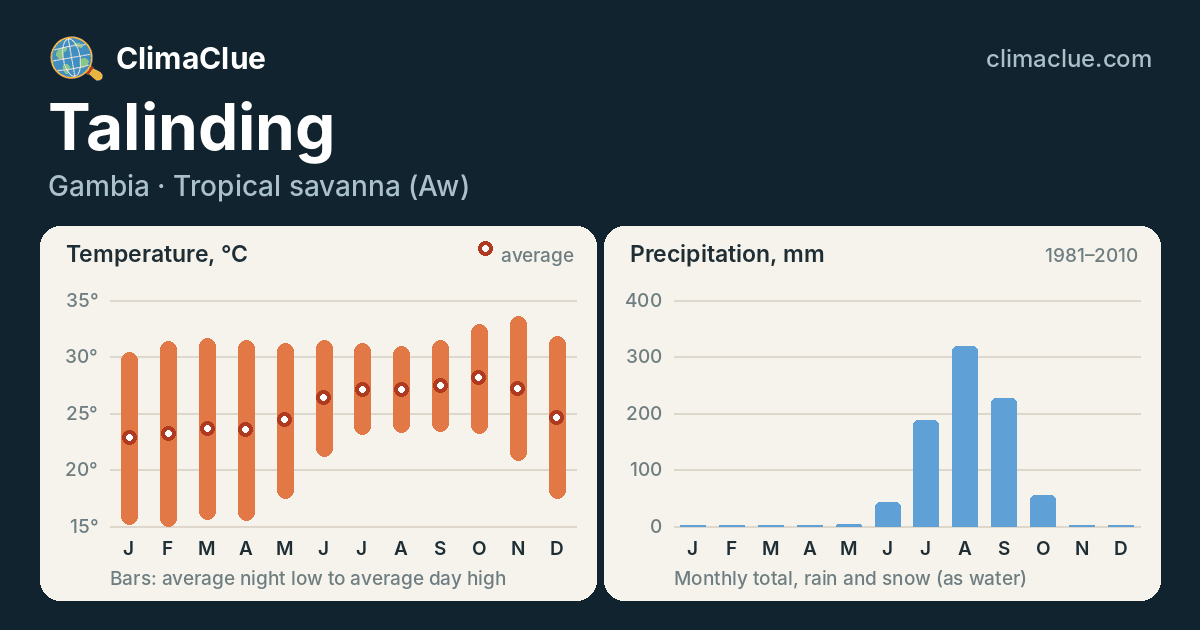 ClimaClue
climaclue.com
Talinding
Gambia · Tropical savanna (Aw)
Temperature, °C
average
35°
30°
25°
20°
15°
J F M A M J J A S O N D
Bars: average night low to average day high
Precipitation, mm
1981–2010
400
300
200
100
0
J F M A M J J A S O N D
Monthly total, rain and snow (as water)